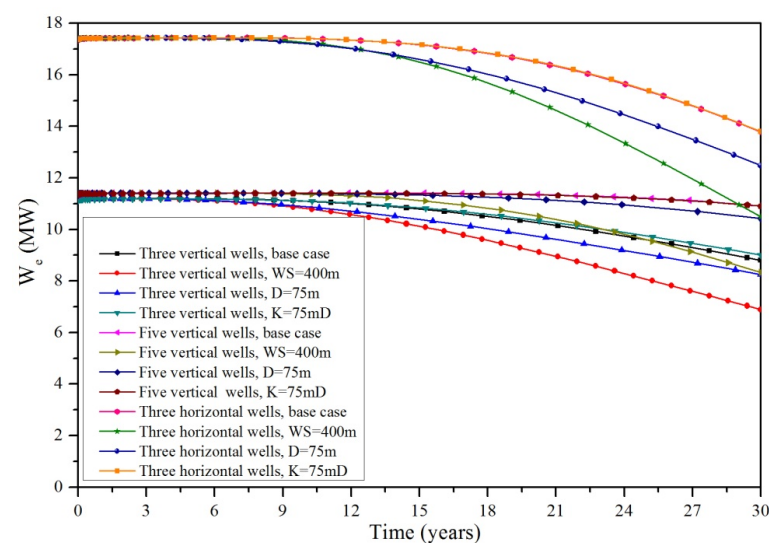 18
16
14
12
10
8
6
4
2
0
W_e (MW)
Three vertical wells, base case
Three vertical wells, WS=400m
Three vertical wells, D=75m
Three vertical wells, K=75mD
Five vertical wells, base case
Five vertical wells, WS=400m
Five vertical wells, D=75m
Five vertical  wells, K=75mD
Three horizontal wells, base case
Three horizontal wells, WS=400m
Three horizontal wells, D=75m
Three horizontal wells, K=75mD
0 3 6 9 12 15 18 21 24 27 30
Time (years)